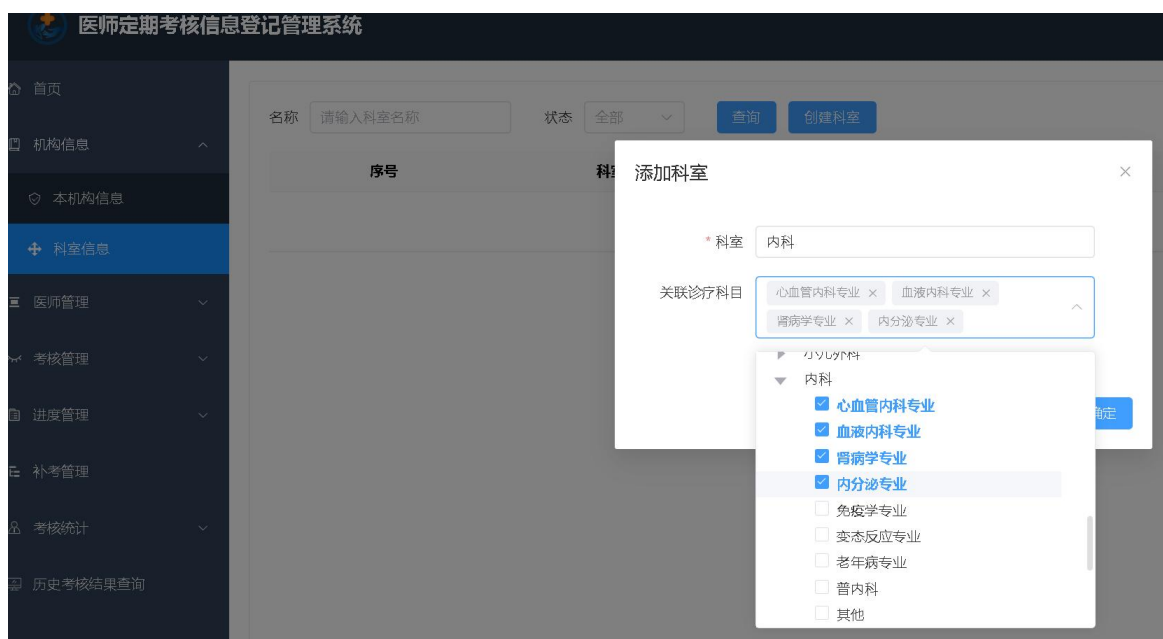 医师定期考核信息登记管理系统
首页
机构信息
本机构信息
科室信息
医师管理
考核管理
进度管理
补考管理
考核统计
历史考核结果查询
名称 请输入科室名称 状态 全部 查询 创建科室
序号
添加科室
* 科室 内科
关联诊疗科目 心血管内科专业 × 血液内科专业 ×
肾病学专业 × 内分泌专业 ×
小儿外科
内科
心血管内科专业
血液内科专业
肾病学专业
内分泌专业
免疫学专业
变态反应专业
老年病专业
普内科
其他
确定